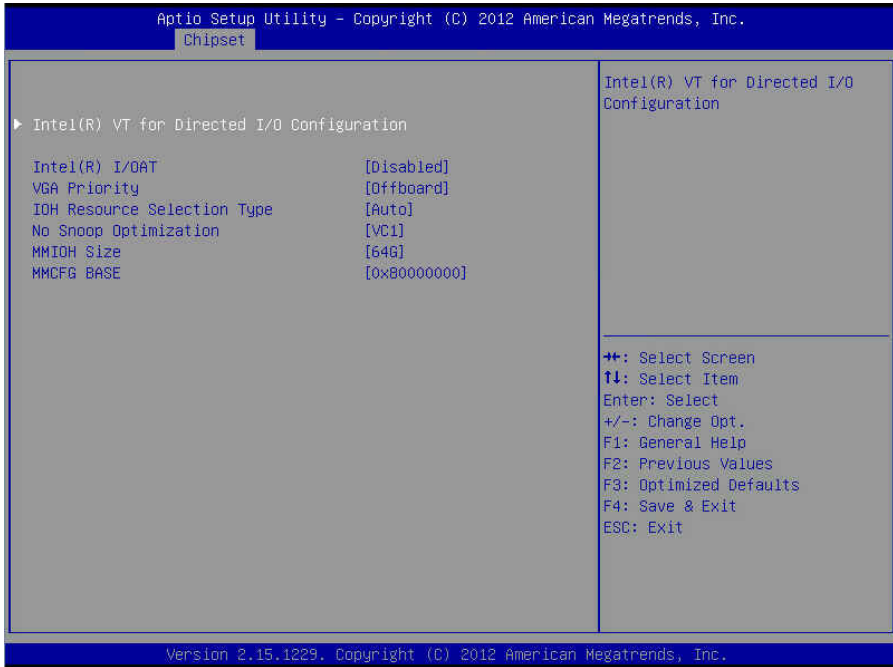 Aptio Setup Utility – Copyright (C) 2012 American Megatrends, Inc.
Chipset
Intel(R) VT for Directed I/O Configuration
Intel(R) I/OAT [Disabled]
VGA Priority [Offboard]
IOH Resource Selection Type [Auto]
No Snoop Optimization [VC1]
MMIOH Size [64G]
MMCFG BASE [0x80000000]
Intel(R) VT for Directed I/O
Configuration
→←: Select Screen
↑↓: Select Item
Enter: Select
+/-: Change Opt.
F1: General Help
F2: Previous Values
F3: Optimized Defaults
F4: Save & Exit
ESC: Exit
Version 2.15.1229. Copyright (C) 2012 American Megatrends, Inc.